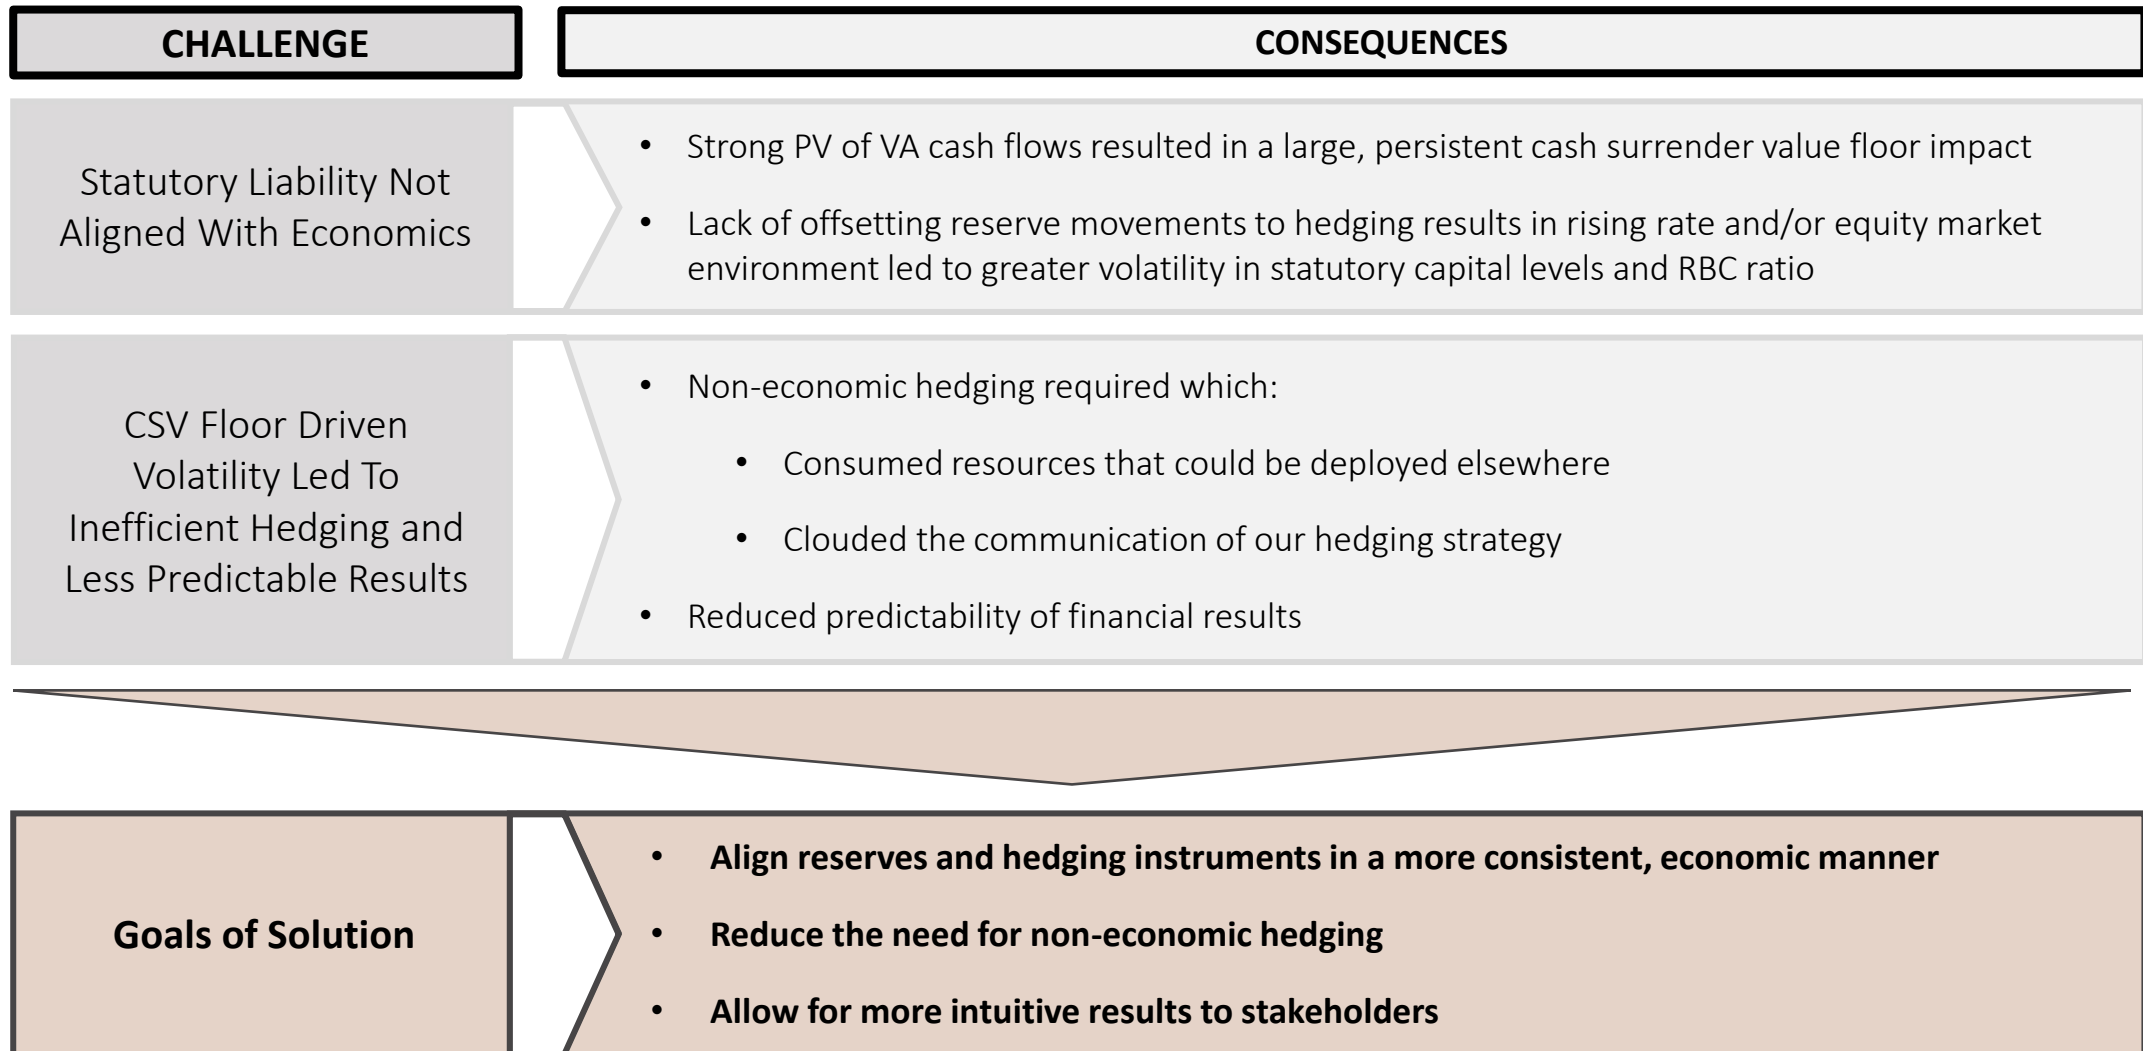 CHALLENGE
CONSEQUENCES
Statutory Liability Not
Aligned With Economics
• Strong PV of VA cash flows resulted in a large, persistent cash surrender value floor impact
• Lack of offsetting reserve movements to hedging results in rising rate and/or equity market
environment led to greater volatility in statutory capital levels and RBC ratio
CSV Floor Driven
Volatility Led To
Inefficient Hedging and
Less Predictable Results
• Non-economic hedging required which:
• Consumed resources that could be deployed elsewhere
• Clouded the communication of our hedging strategy
• Reduced predictability of financial results
Goals of Solution
• Align reserves and hedging instruments in a more consistent, economic manner
• Reduce the need for non-economic hedging
• Allow for more intuitive results to stakeholders